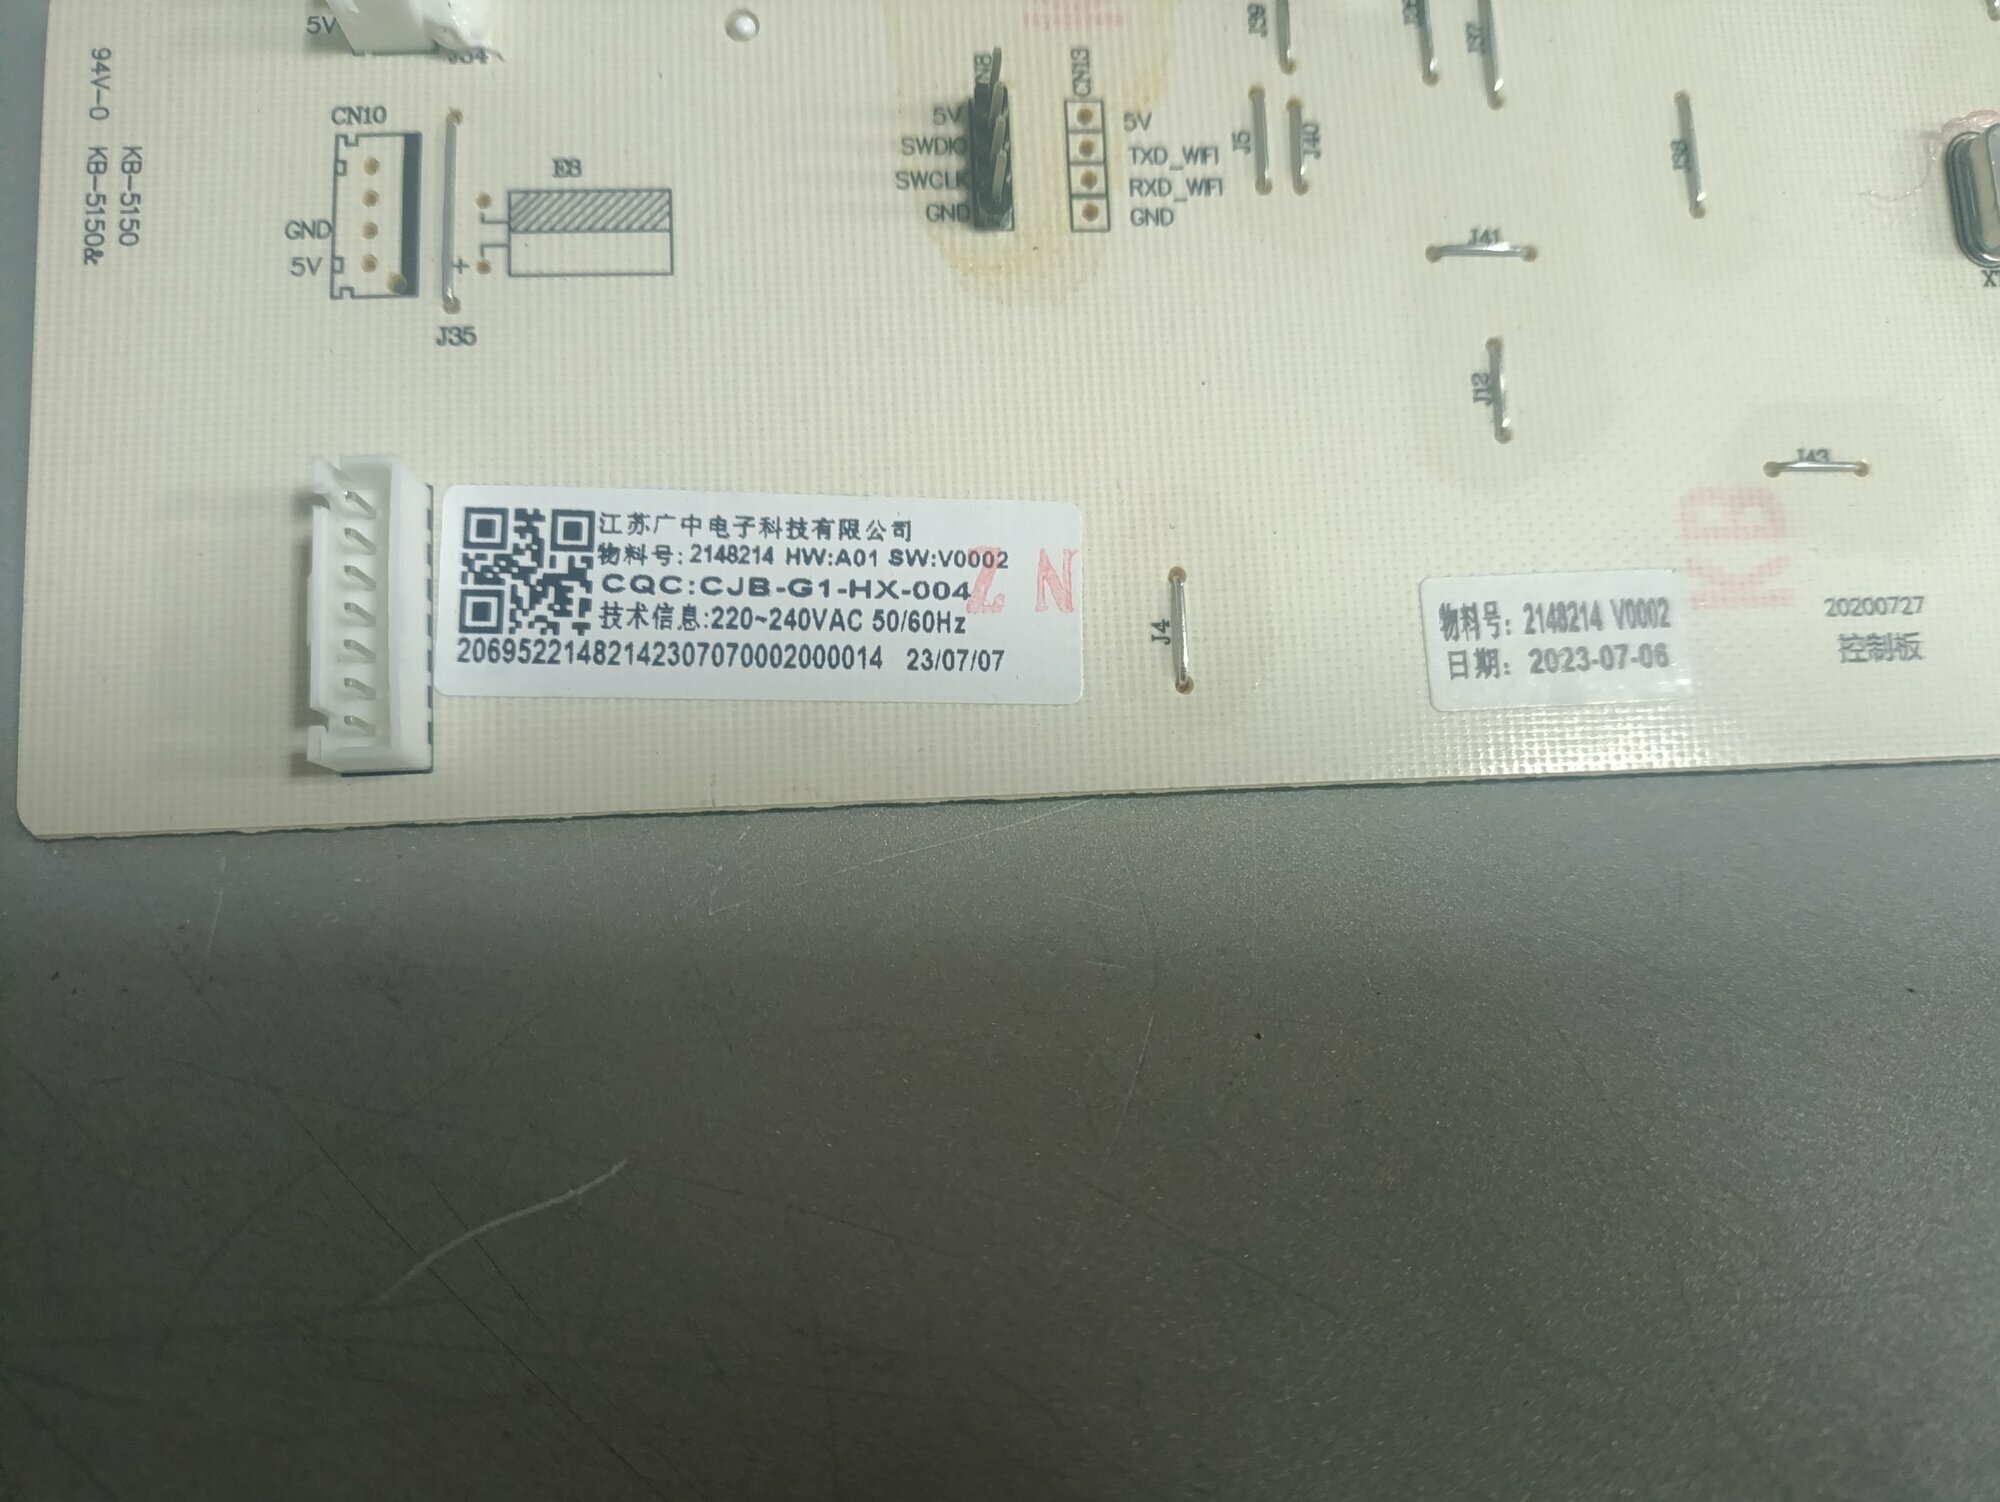 5V
J34
94V-0 KB-5150&
KB-5150
CN10
GND
5V
J35
E8
5V
SWDIO
SWCLK
GND
CN13
5V
TXD_WIFI
RXD_WIFI
GND
J39
J5
J40
J37
J38
J41
J12
J43
J4
江苏广中电子科技有限公司
物料号:2148214 HW:A01 SW:V0002
CQC:CJB-G1-HX-004
技术信息:220~240VAC 50/60Hz
2069522148214230707000200014 23/07/07
Z N
物料号: 2148214 V0002
日期: 2023-07-06
KB
20200727
控制板